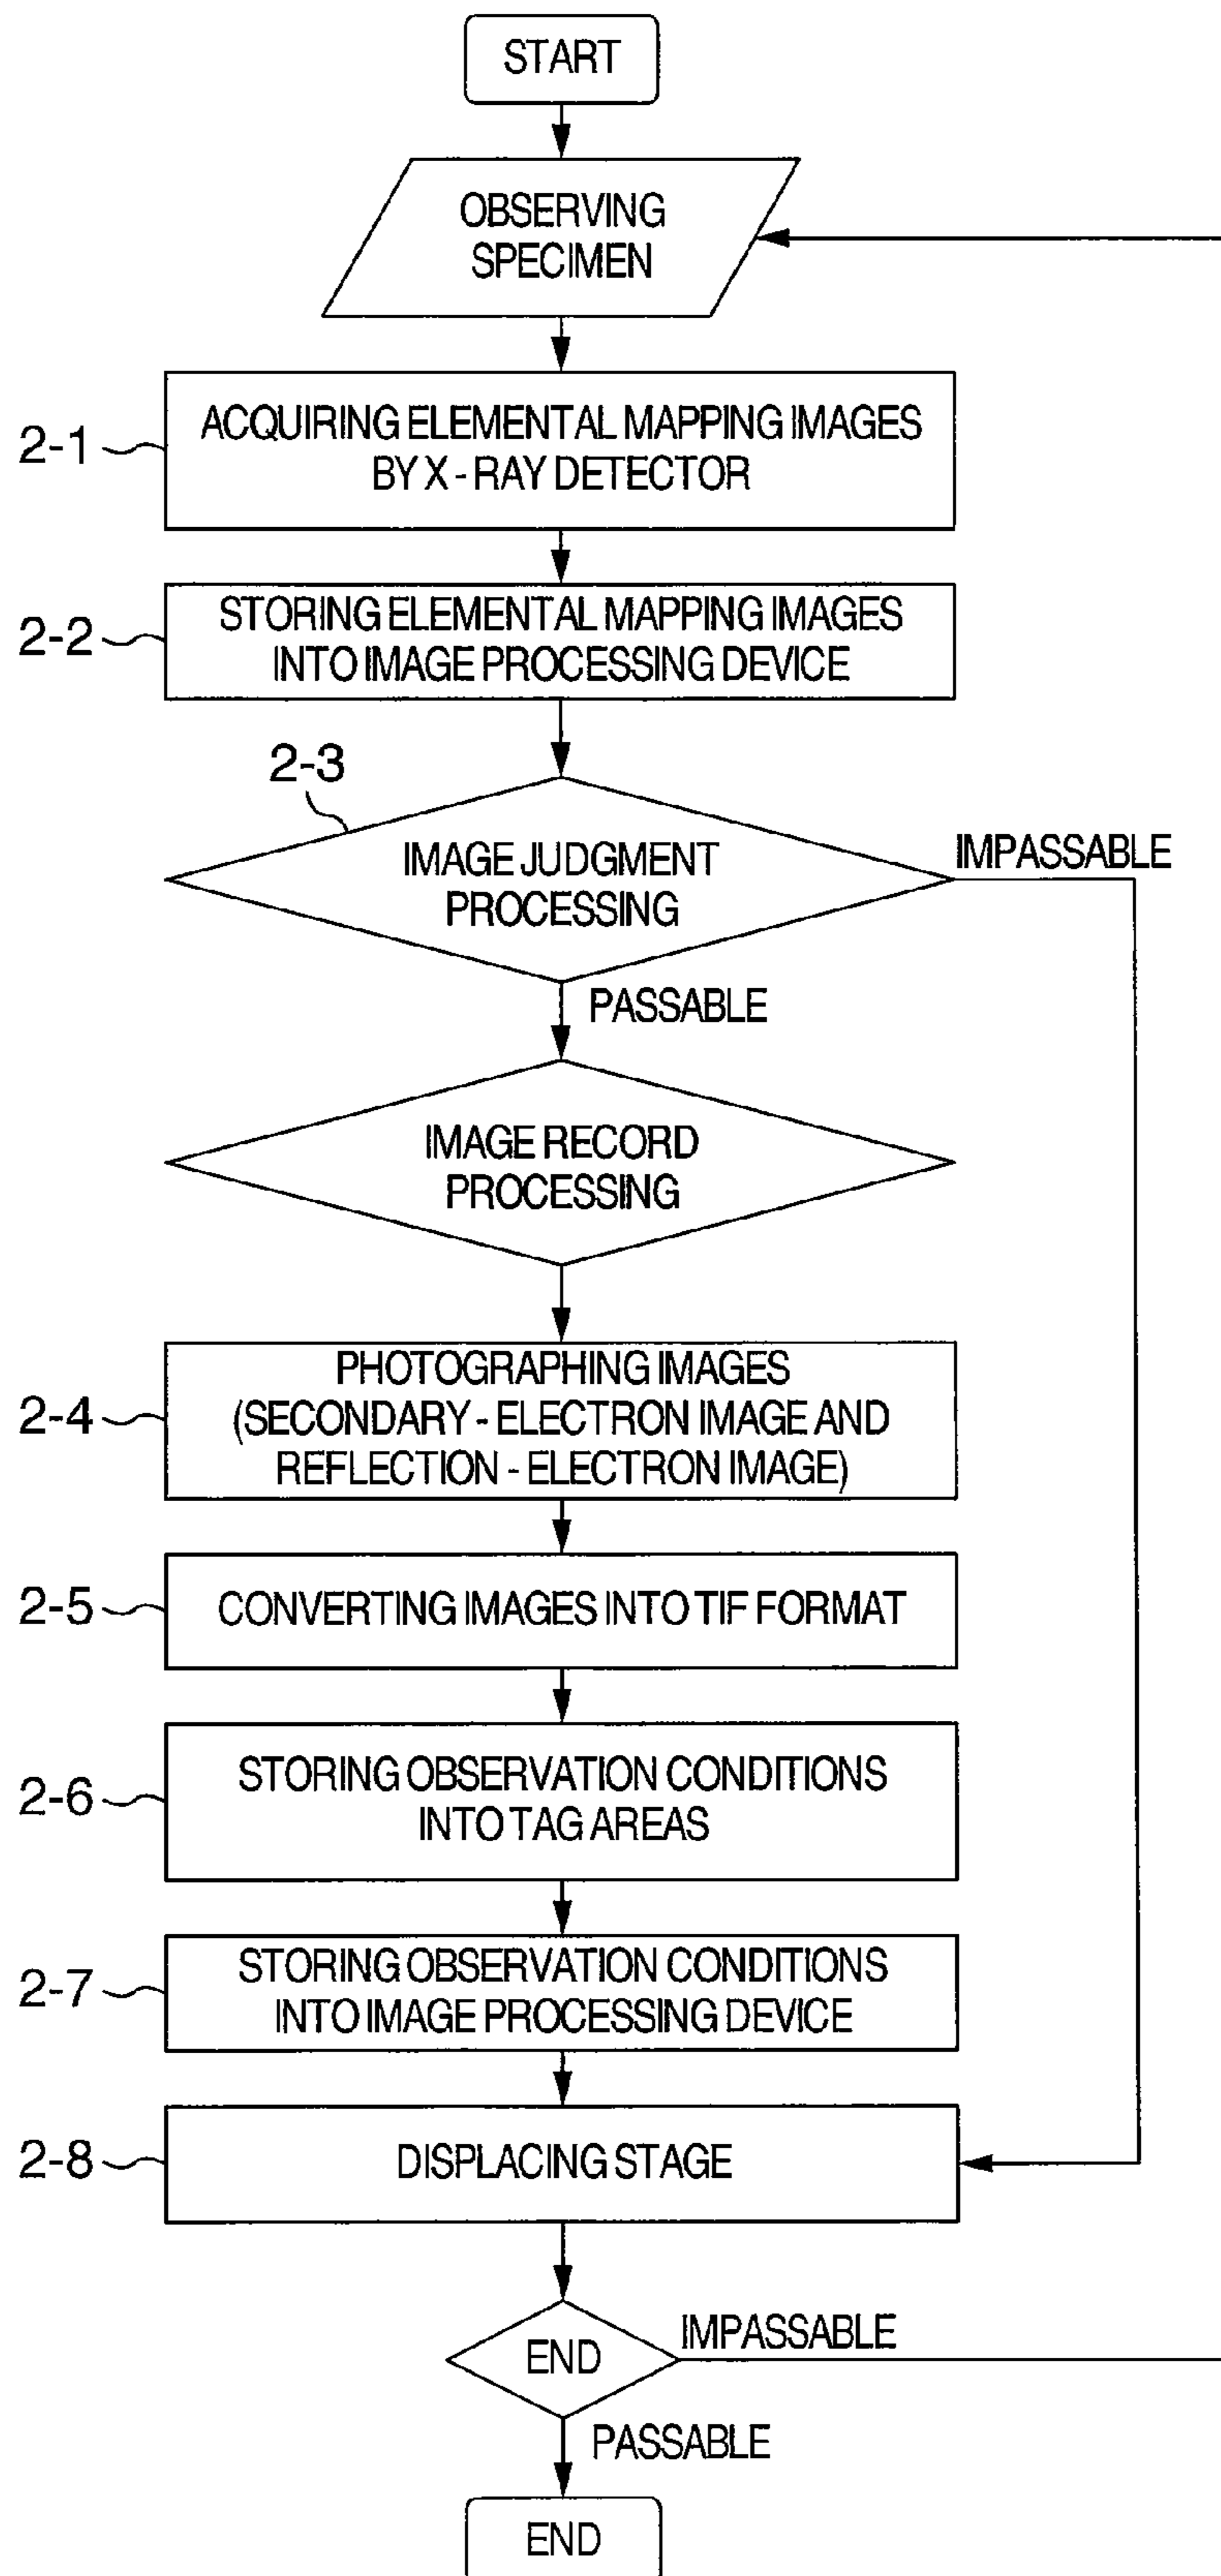 START
OBSERVING
SPECIMEN
2-1
ACQUIRING ELEMENTAL MAPPING IMAGES
BY X - RAY DETECTOR
2-2
STORING ELEMENTAL MAPPING IMAGES
INTO IMAGE PROCESSING DEVICE
2-3
IMAGE JUDGMENT
PROCESSING
IMPASSABLE
PASSABLE
IMAGE RECORD
PROCESSING
2-4
PHOTOGRAPHING IMAGES
(SECONDARY - ELECTRON IMAGE AND
REFLECTION - ELECTRON IMAGE)
2-5
CONVERTING IMAGES INTO TIF FORMAT
2-6
STORING OBSERVATION CONDITIONS
INTO TAG AREAS
2-7
STORING OBSERVATION CONDITIONS
INTO IMAGE PROCESSING DEVICE
2-8
DISPLACING STAGE
END
IMPASSABLE
PASSABLE
END